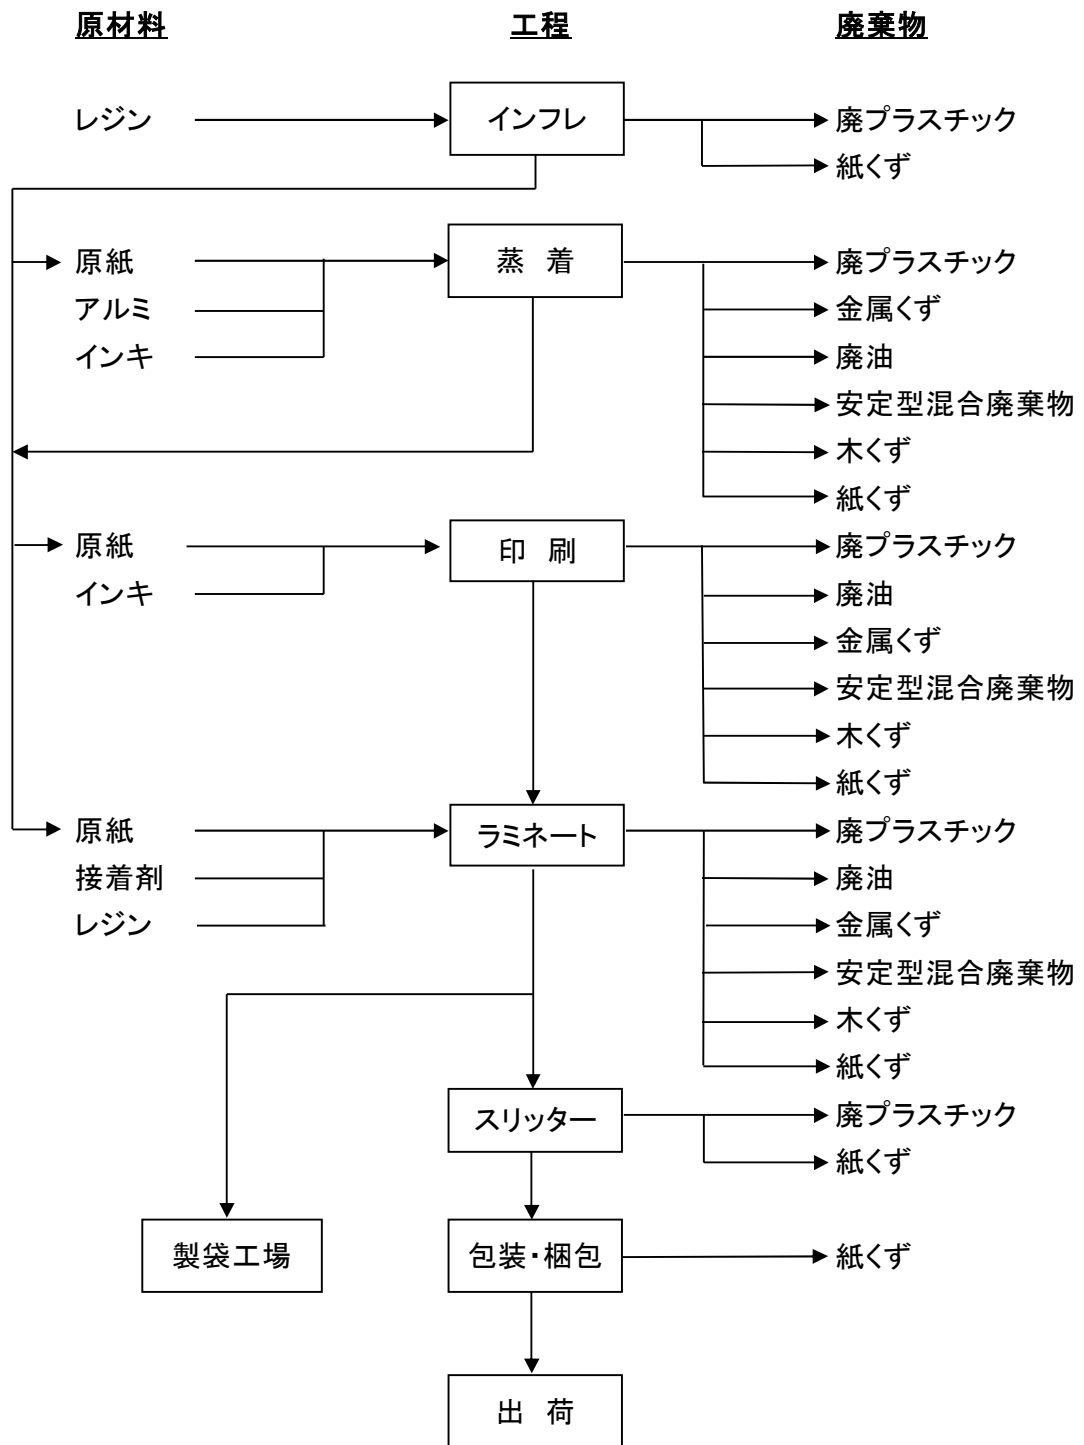 原材料 工程 廃棄物
レジン インフレ 廃プラスチック
紙くず
原紙 蒸 着 廃プラスチック
アルミ 金属くず
インキ 廃油
安定型混合廃棄物
木くず
紙くず
原紙 印 刷 廃プラスチック
インキ 廃油
金属くず
安定型混合廃棄物
木くず
紙くず
原紙 ラミネート 廃プラスチック
接着剤 廃油
レジン 金属くず
安定型混合廃棄物
木くず
紙くず
スリッター 廃プラスチック
紙くず
製袋工場 包装・梱包 紙くず
出 荷